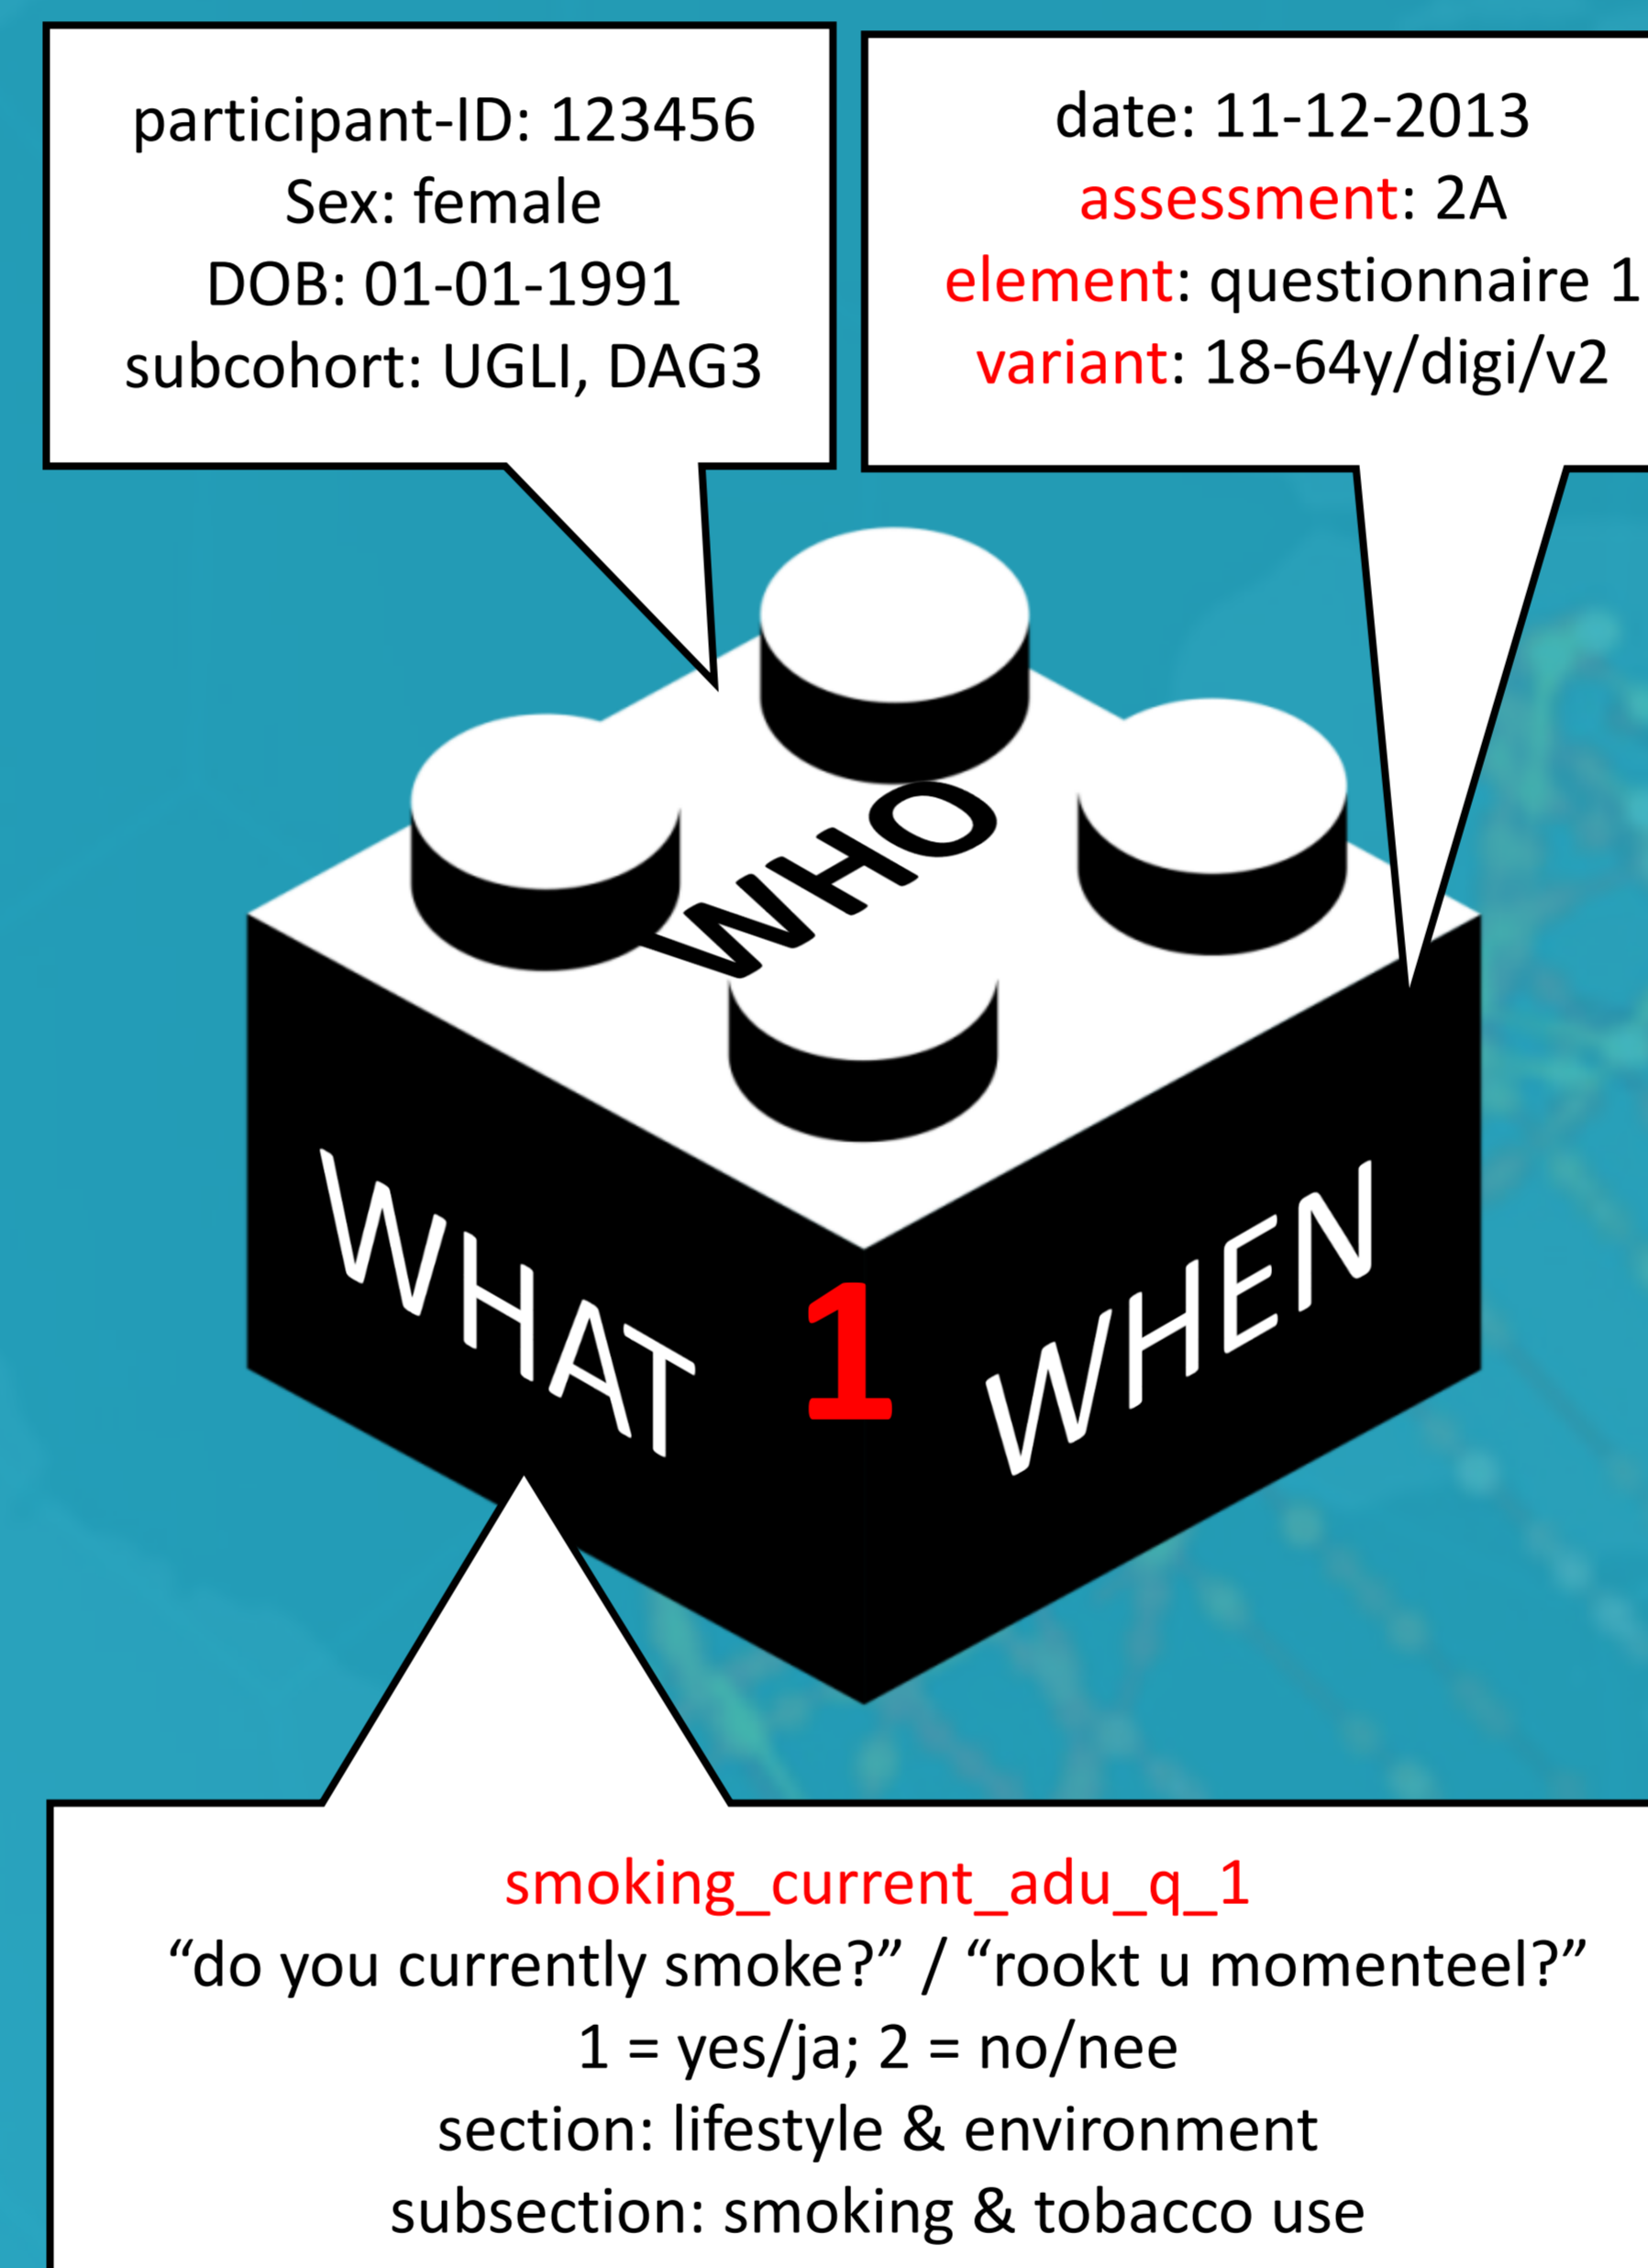 participant-ID: 123456
Sex: female
DOB: 01-01-1991
subcohort: UGLI, DAG3
date: 11-12-2013
assessment: 2A
element: questionnaire 1
variant: 18-64y/digi/v2
WHO
WHAT
1
WHEN
smoking_current_adu_q_1
“do you currently smoke?” / “rookt u momenteel?”
1 = yes/ja; 2 = no/nee
section: lifestyle & environment
subsection: smoking & tobacco use